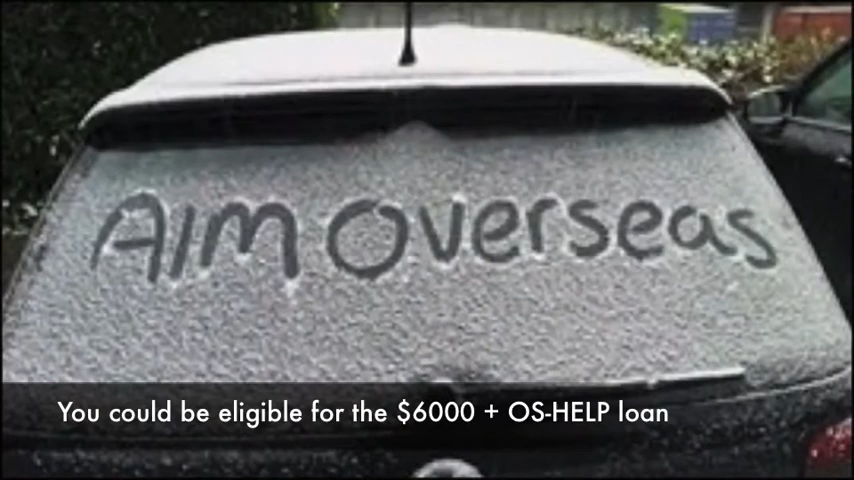 AIM Overseas
You could be eligible for the $6000 + OS-HELP loan